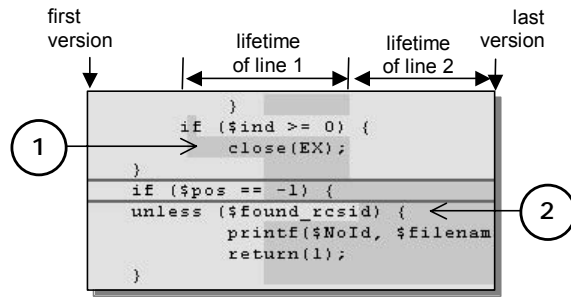 first version
lifetime of line 1
lifetime of line 2
last version
}
if ($ind >= 0) {
1
close(EX);
}
if ($pos == -1) {
unless ($found_rcsid) {
2
printf($NoId, $filenam
return(1);
}